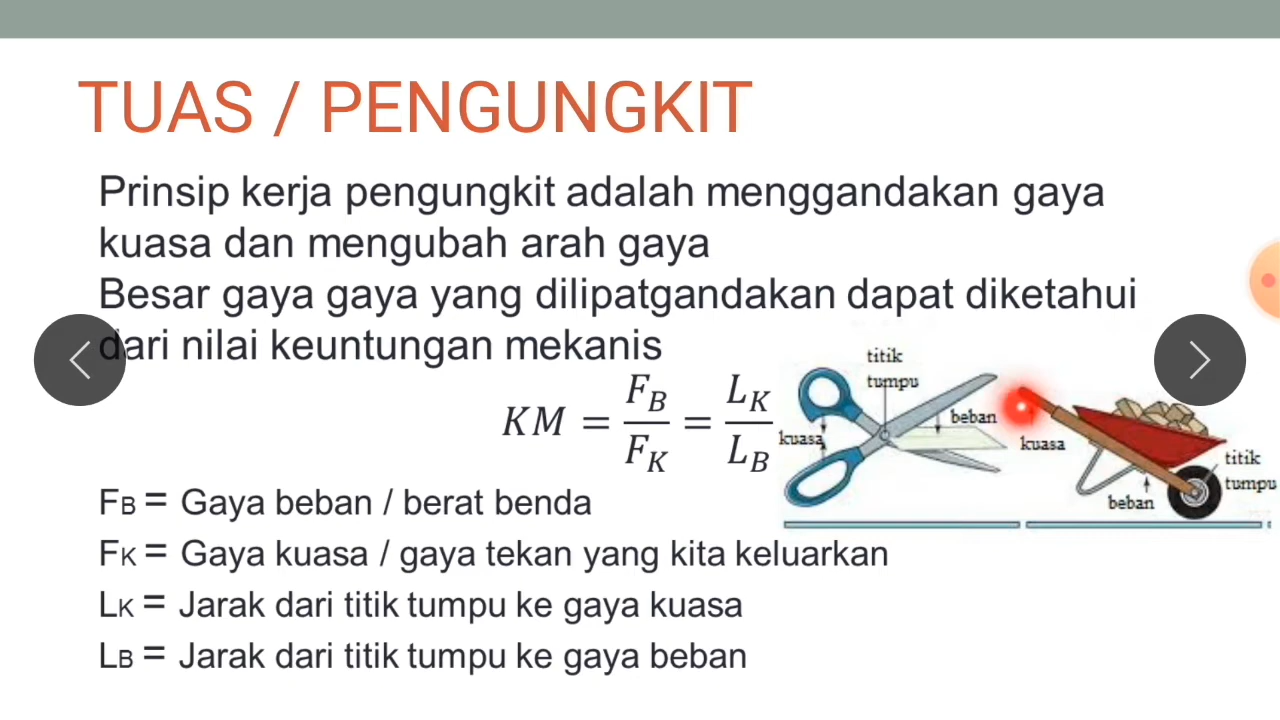 TUAS / PENGUNGKIT
Prinsip kerja pengungkit adalah menggandakan gaya
kuasa dan mengubah arah gaya
Besar gaya gaya yang dilipatgandakan dapat diketahui
dari nilai keuntungan mekanis
KM = F_B / F_K = L_K / L_B
titik
tumpu
beban
kuasa
kuasa
beban
titik
tumpu
FB = Gaya beban / berat benda
FK = Gaya kuasa / gaya tekan yang kita keluarkan
LK = Jarak dari titik tumpu ke gaya kuasa
LB = Jarak dari titik tumpu ke gaya beban